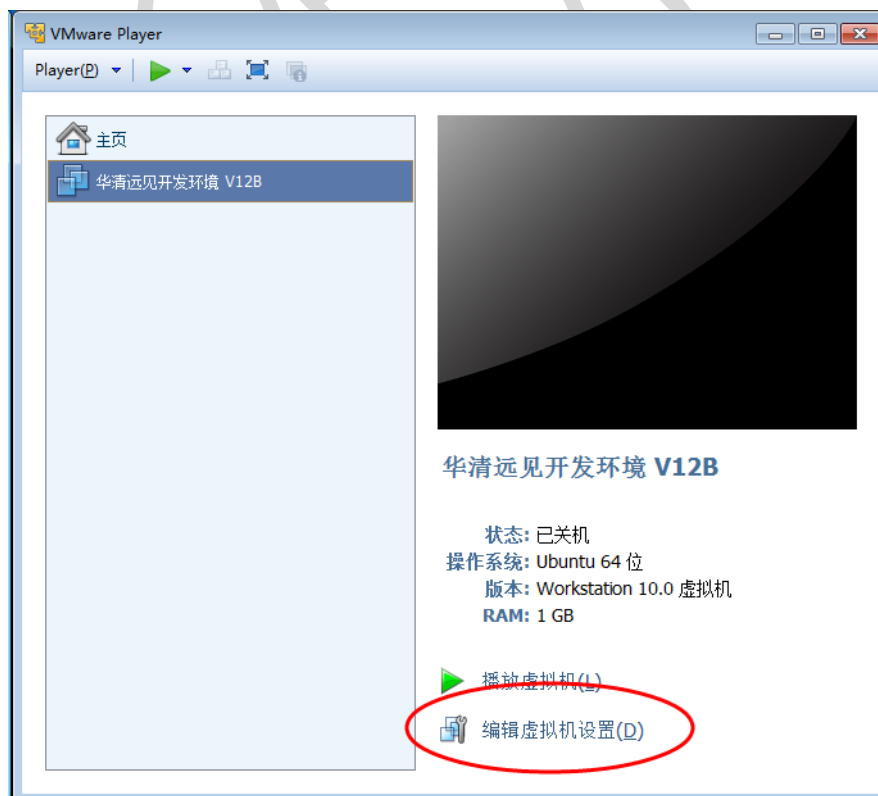 VMware Player
Player(P)
主页
华清远见开发环境 V12B
华清远见开发环境 V12B
状态: 已关机
操作系统: Ubuntu 64 位
版本: Workstation 10.0 虚拟机
RAM: 1 GB
播放虚拟机(L)
编辑虚拟机设置(D)